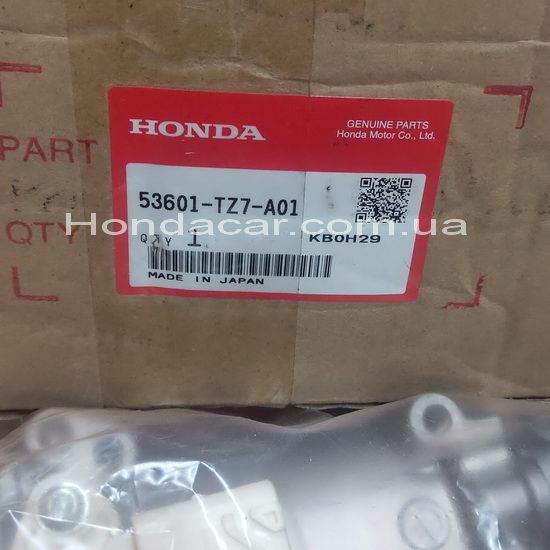 HONDA
GENUINE PARTS
Honda Motor Co., Ltd.
PART
53601-TZ7-A01
Hondacar.com.ua
QTY
QTY 1
KB0H29
MADE IN JAPAN